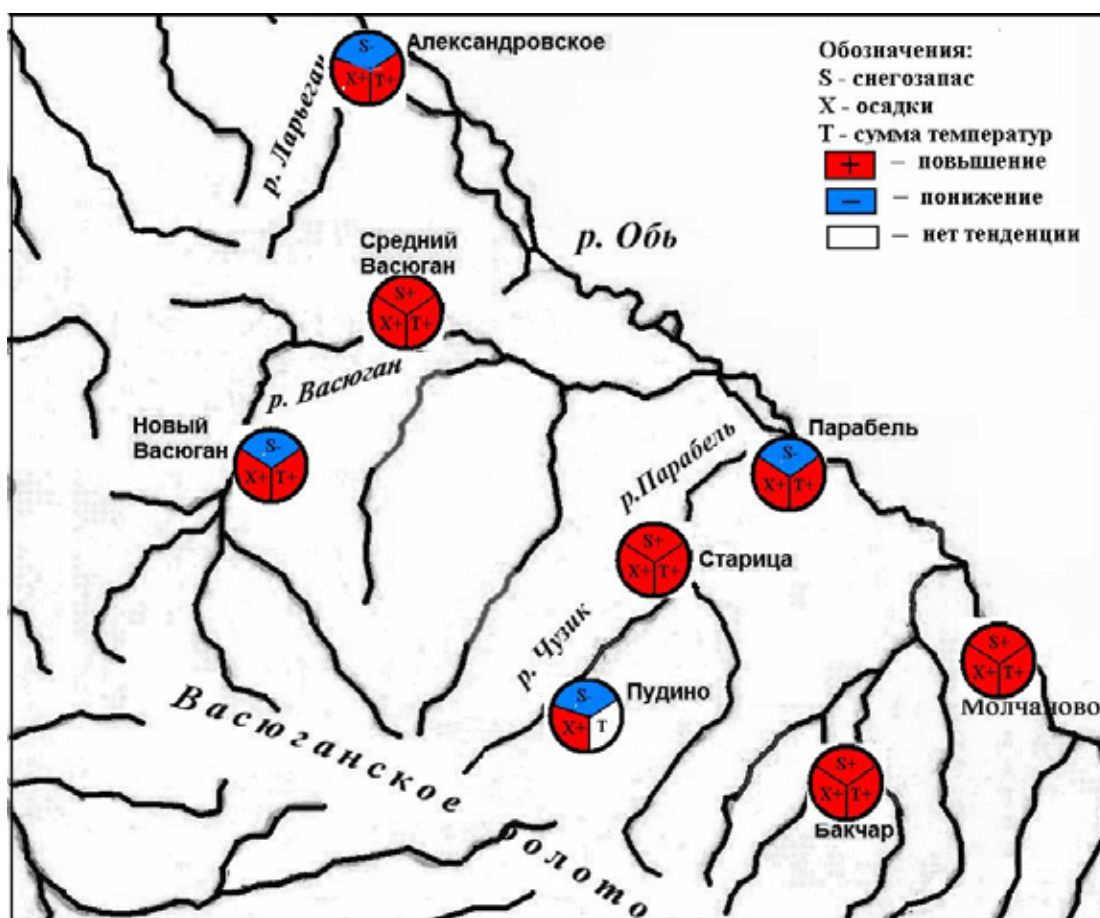 Александровское
S-
X+ T+
р. Ларьеган
Обозначения:
S - снегозапас
X - осадки
T - сумма температур
+ – повышение
– – понижение
– нет тенденции
р. Обь
Средний
Васюган
S+
X+ T+
р. Васюган
Новый
Васюган
S-
X+ T+
Парабель
S-
X+ T+
р.Парабель
Старица
S+
X+ T+
р. Чузик
Пудино
S-
X+ T
S+
X+ T+
Молчаново
S+
X+ T+
Бакчар
Васюганское
болото